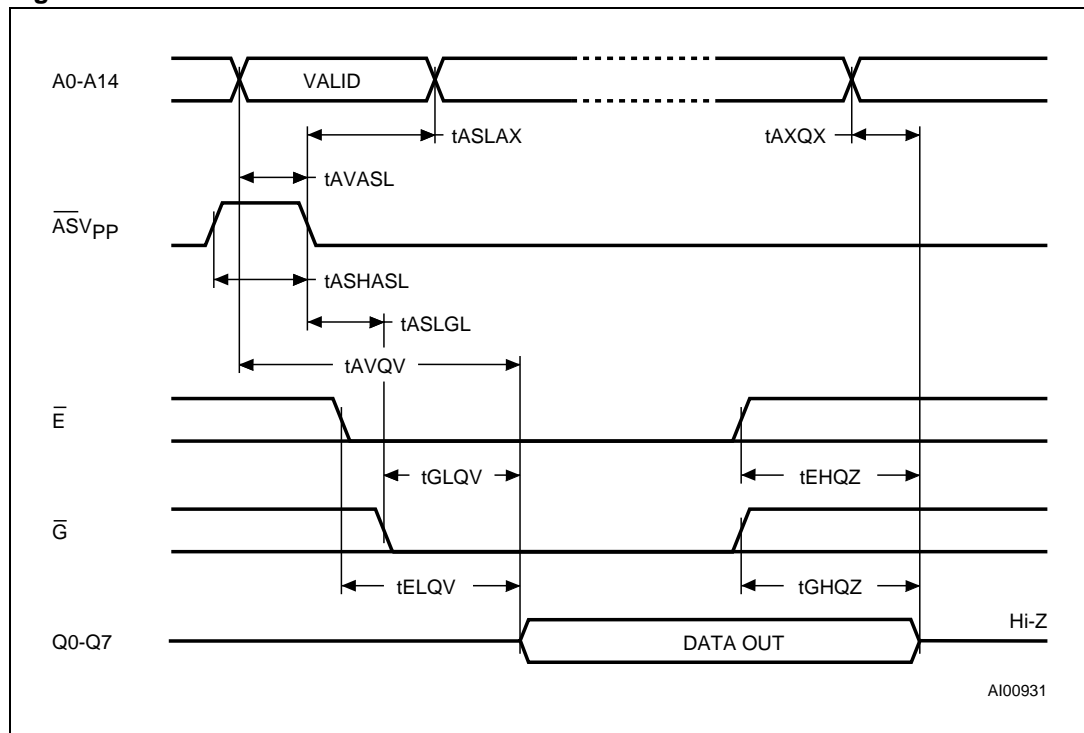 A0-A14
VALID
tASLAX
tAXQX
tAVASL
A̅S̅VPP
tASHASL
tASLGL
tAVQV
E̅
tGLQV
tEHQZ
G̅
tELQV
tGHQZ
Hi-Z
Q0-Q7
DATA OUT
AI00931